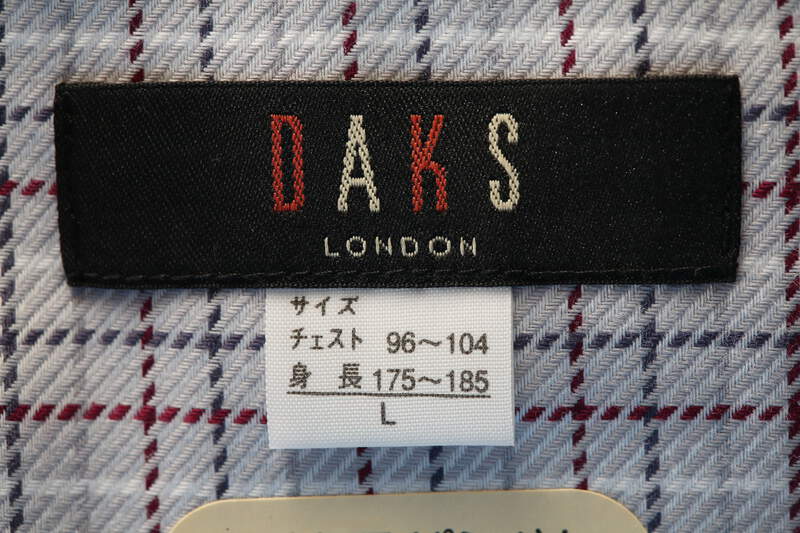 DAKS
LONDON
サイズ
チェスト 96〜104
身長 175〜185
L